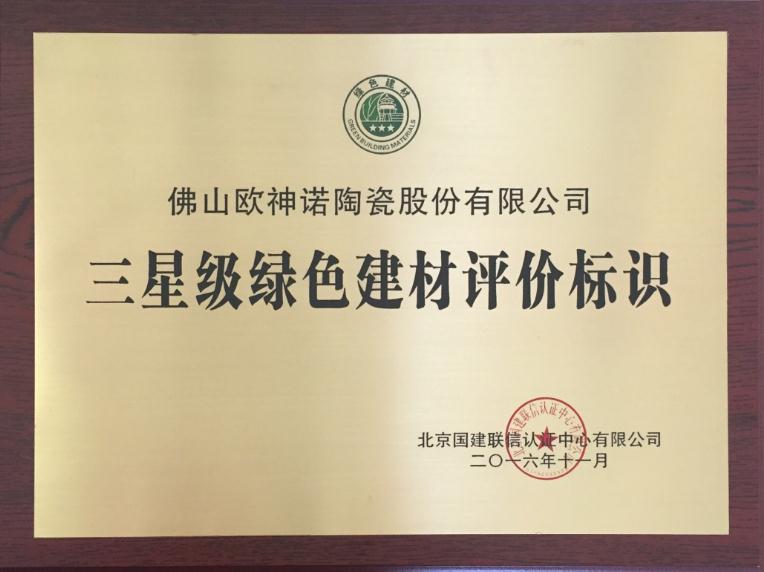 绿色建材
GREEN BUILDING MATERIALS
佛山欧神诺陶瓷股份有限公司
三星级绿色建材评价标识
北京国建联信认证中心有限公司
二〇一六年十一月